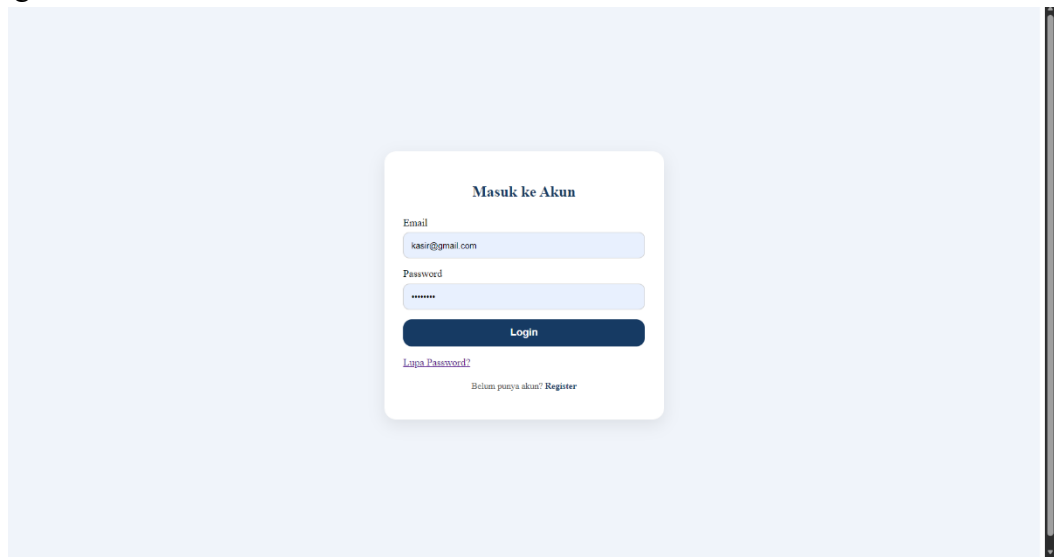 Masuk ke Akun
Email
kasir@gmail.com
Password
••••••••
Login
Lupa Password?
Belum punya akun? Register